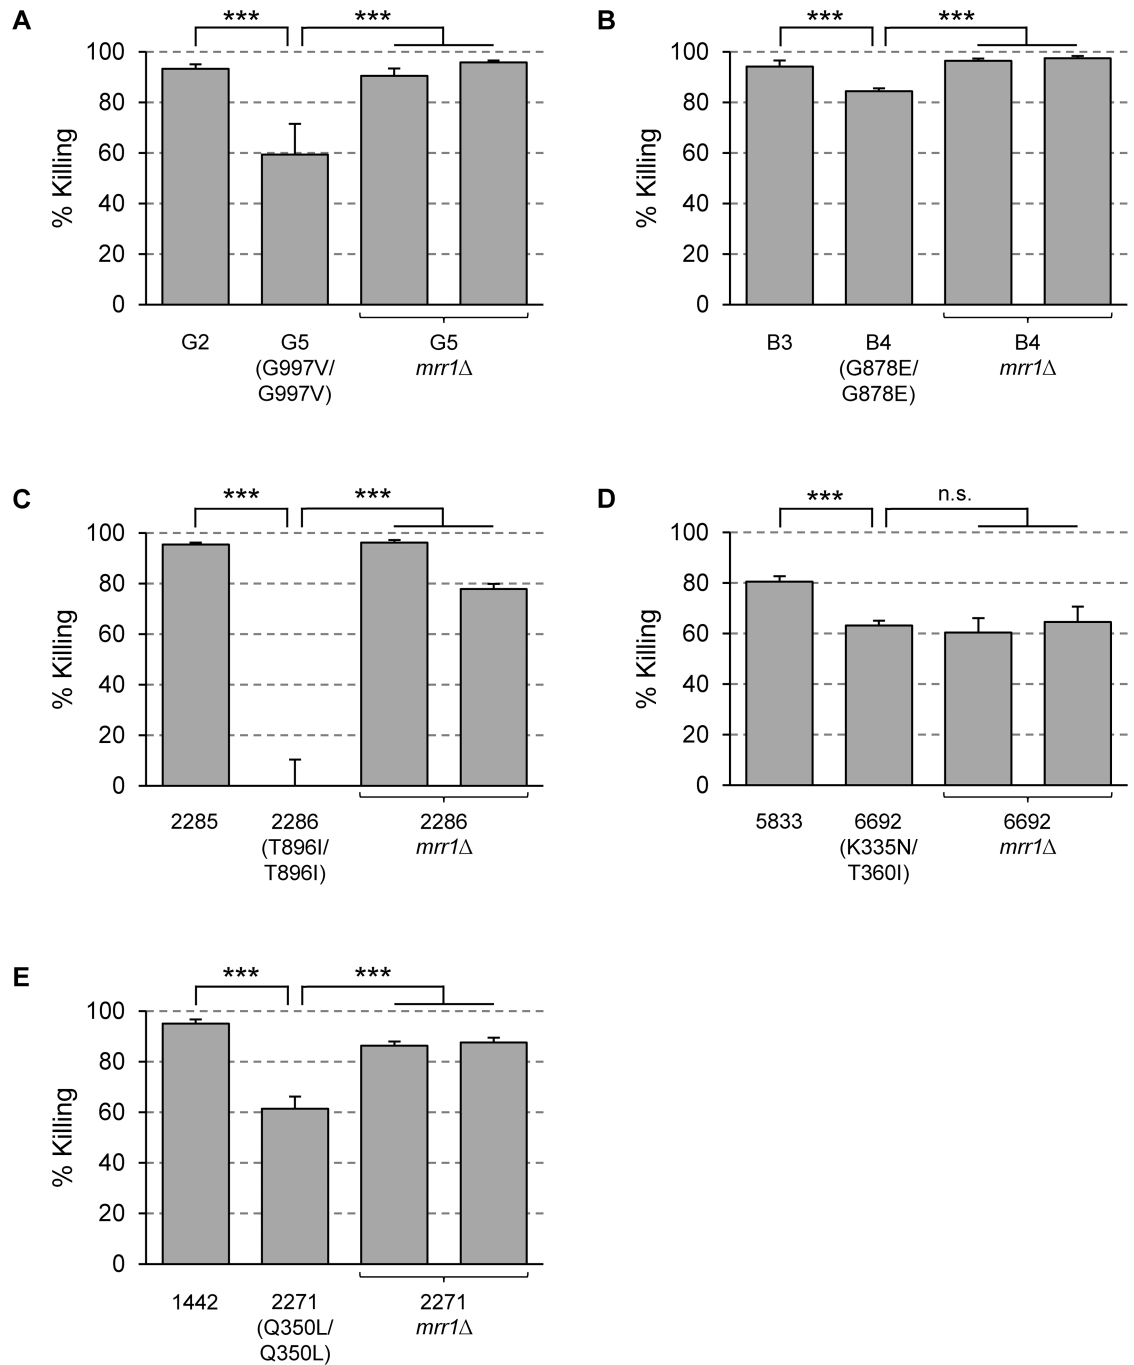 A
*** ***
100
80
60
40
20
0
% Killing
G2 G5 G5
(G997V/ mrr1Δ
G997V)
B
*** ***
100
80
60
40
20
0
% Killing
B3 B4 B4
(G878E/ mrr1Δ
G878E)
C
*** ***
100
80
60
40
20
0
% Killing
2285 2286 2286
(T896I/ mrr1Δ
T896I)
D
*** n.s.
100
80
60
40
20
0
% Killing
5833 6692 6692
(K335N/ mrr1Δ
T360I)
E
*** ***
100
80
60
40
20
0
% Killing
1442 2271 2271
(Q350L/ mrr1Δ
Q350L)